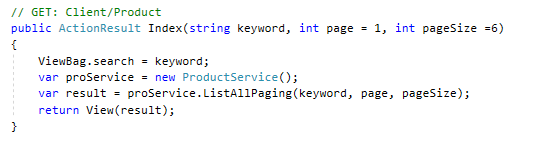 // GET: Client/Product
public ActionResult Index(string keyword, int page = 1, int pageSize =6)
{
ViewBag.search = keyword;
var proService = new ProductService();
var result = proService.ListAllPaging(keyword, page, pageSize);
return View(result);
}